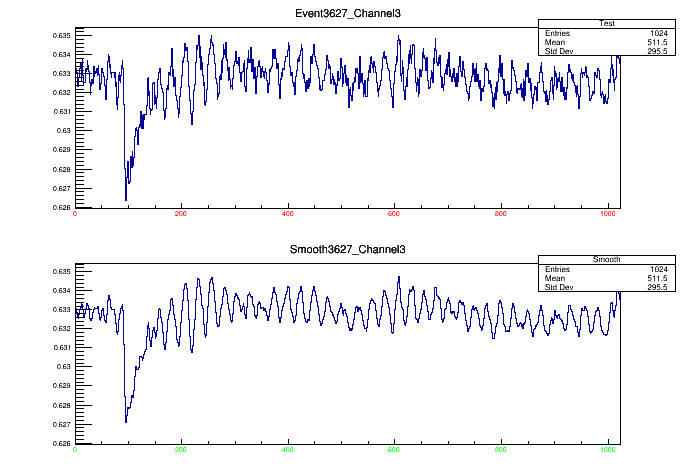 Event3627_Channel3
Test
Entries 1024
Mean 511.5
Std Dev 295.5
0.635
0.634
0.633
0.632
0.631
0.63
0.629
0.628
0.627
0.626
0 200 400 600 800 1000
Smooth3627_Channel3
Smooth
Entries 1024
Mean 511.5
Std Dev 295.5
0.635
0.634
0.633
0.632
0.631
0.63
0.629
0.628
0.627
0.626
0 200 400 600 800 1000